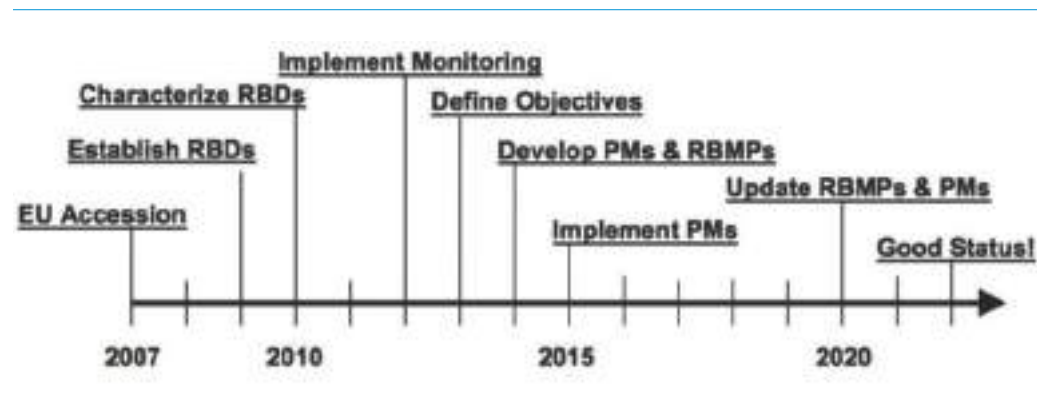 Implement Monitoring
Characterize RBDs
Define Objectives
Establish RBDs
Develop PMs & RBMPs
Update RBMPs & PMs
EU Accession
Implement PMs
Good Status!
2007 2010 2015 2020